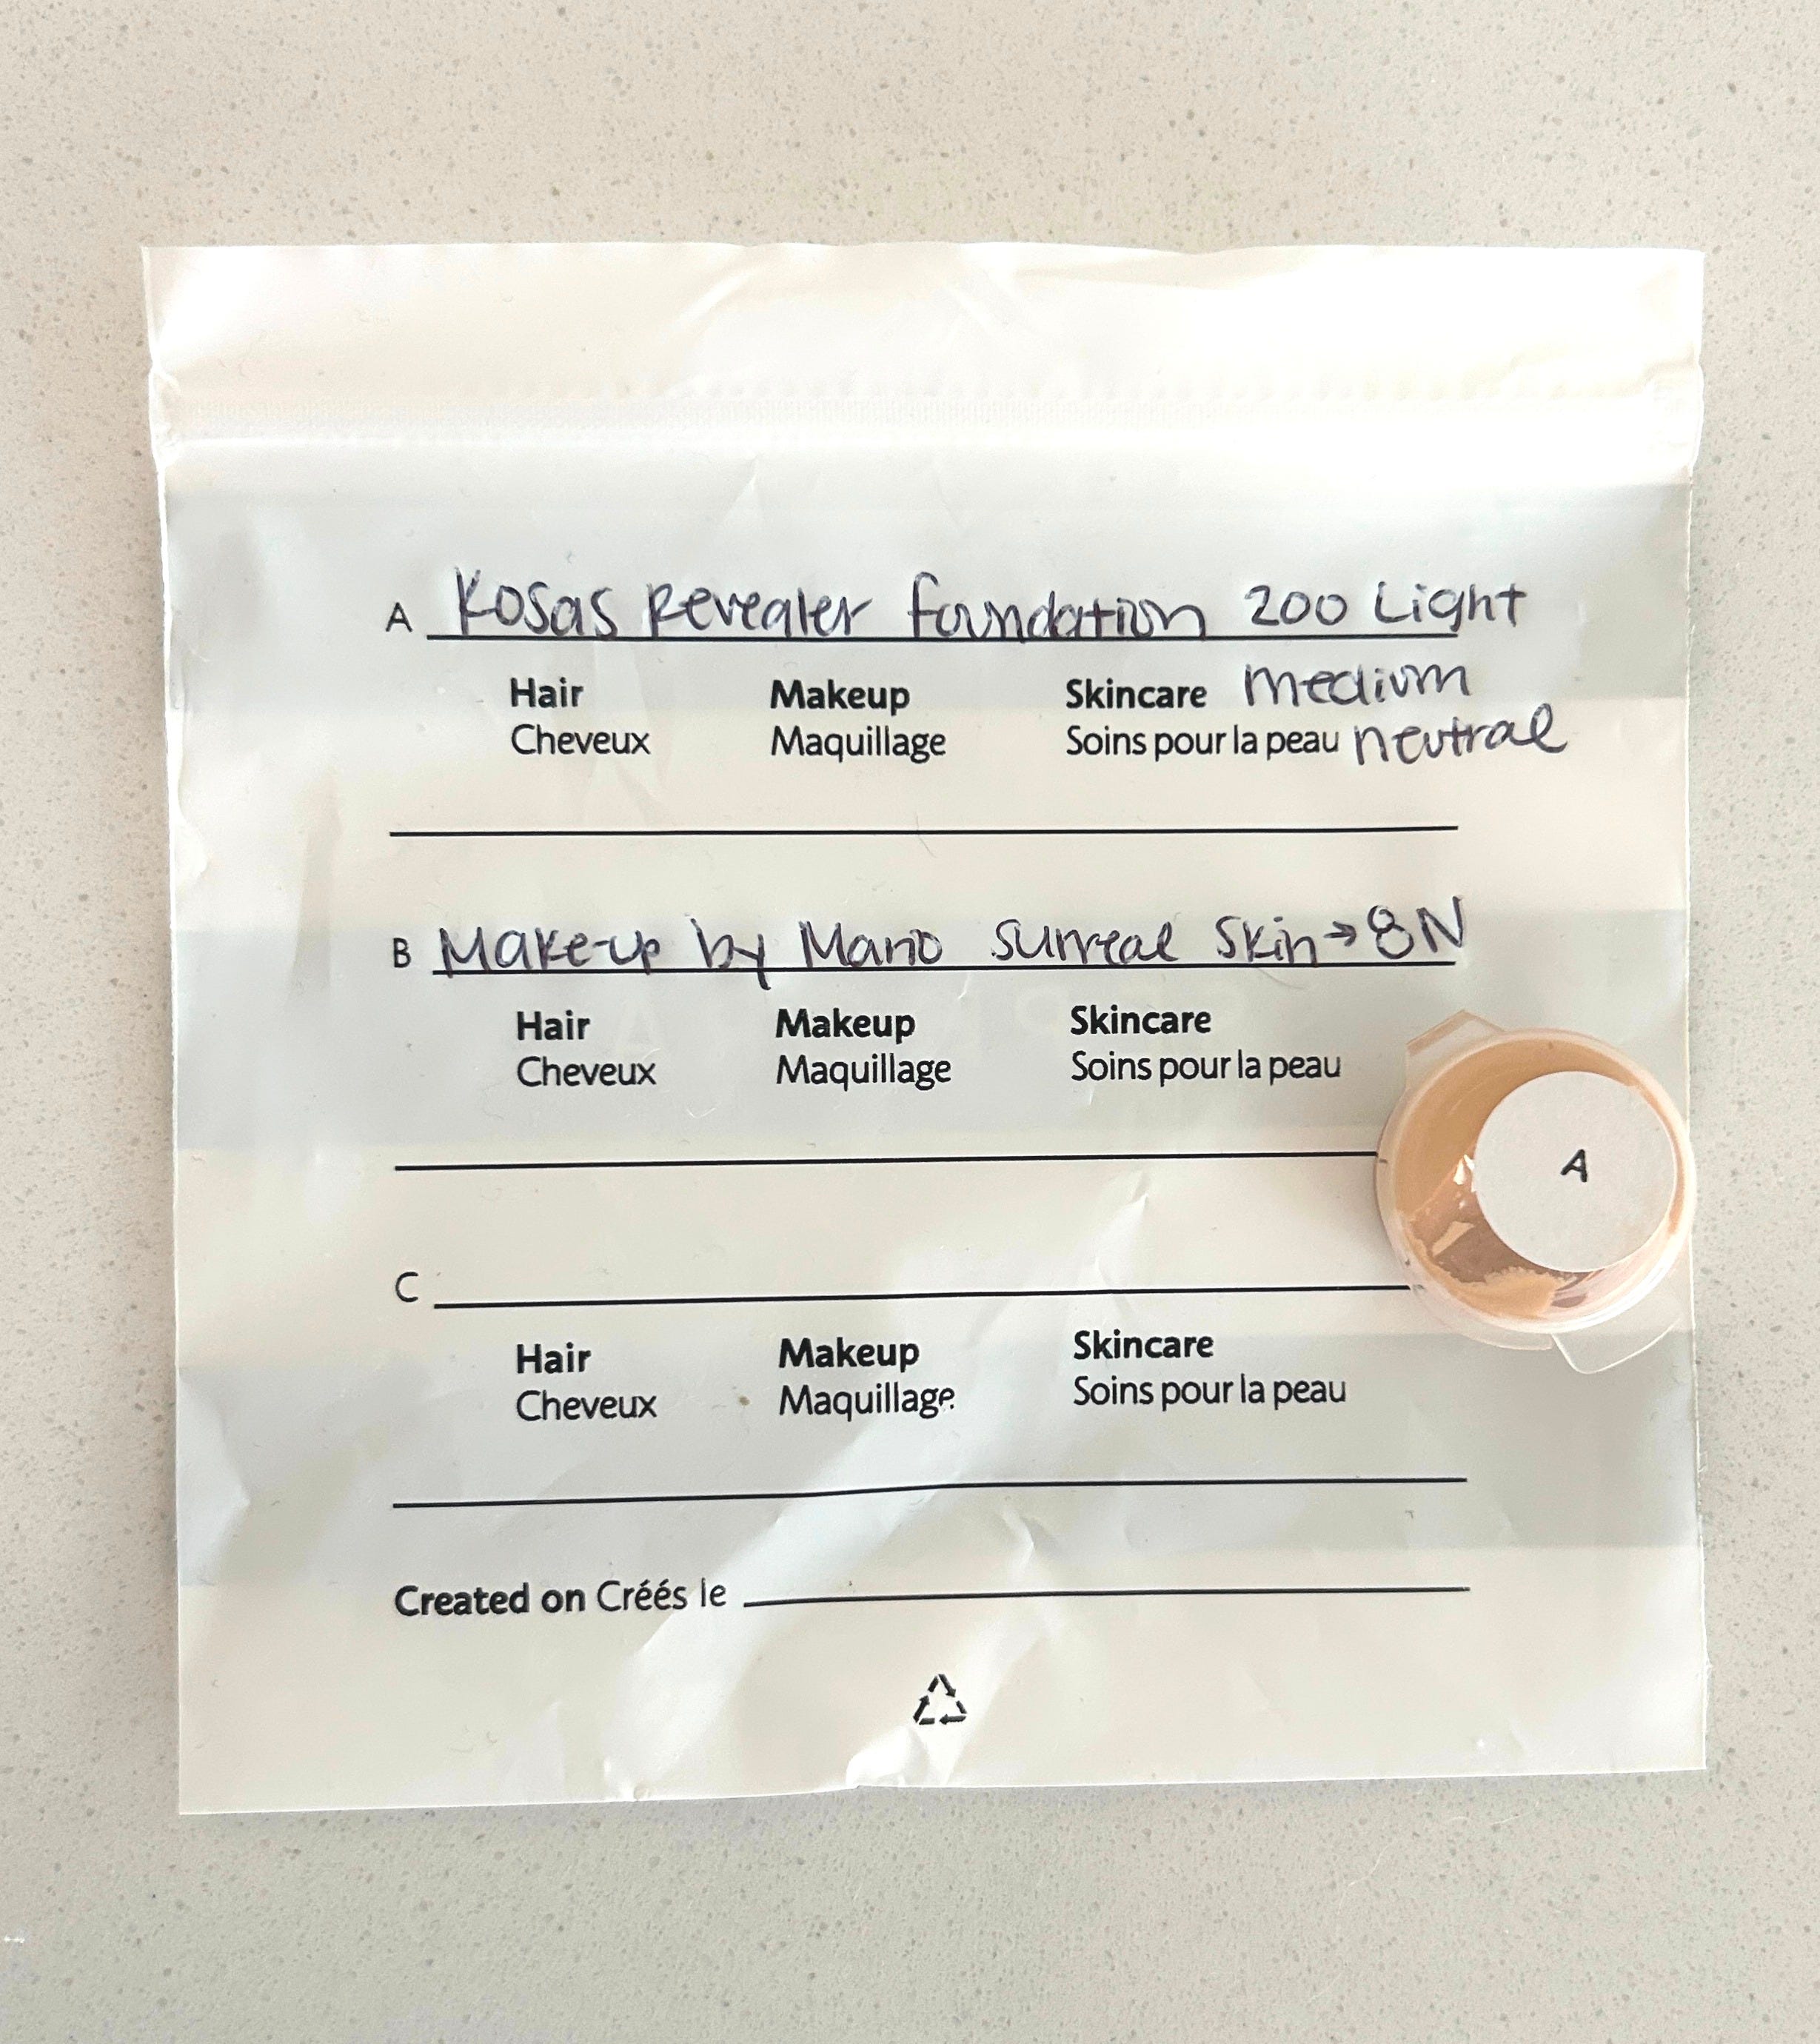 A Kosas Revealer foundation 200 Light
Hair Makeup Skincare medium
Cheveux Maquillage Soins pour la peau neutral
B Make-up by Mario Surreal Skin→8N
Hair Makeup Skincare
Cheveux Maquillage Soins pour la peau
A
C
Hair Makeup Skincare
Cheveux Maquillage Soins pour la peau
Created on Créés le